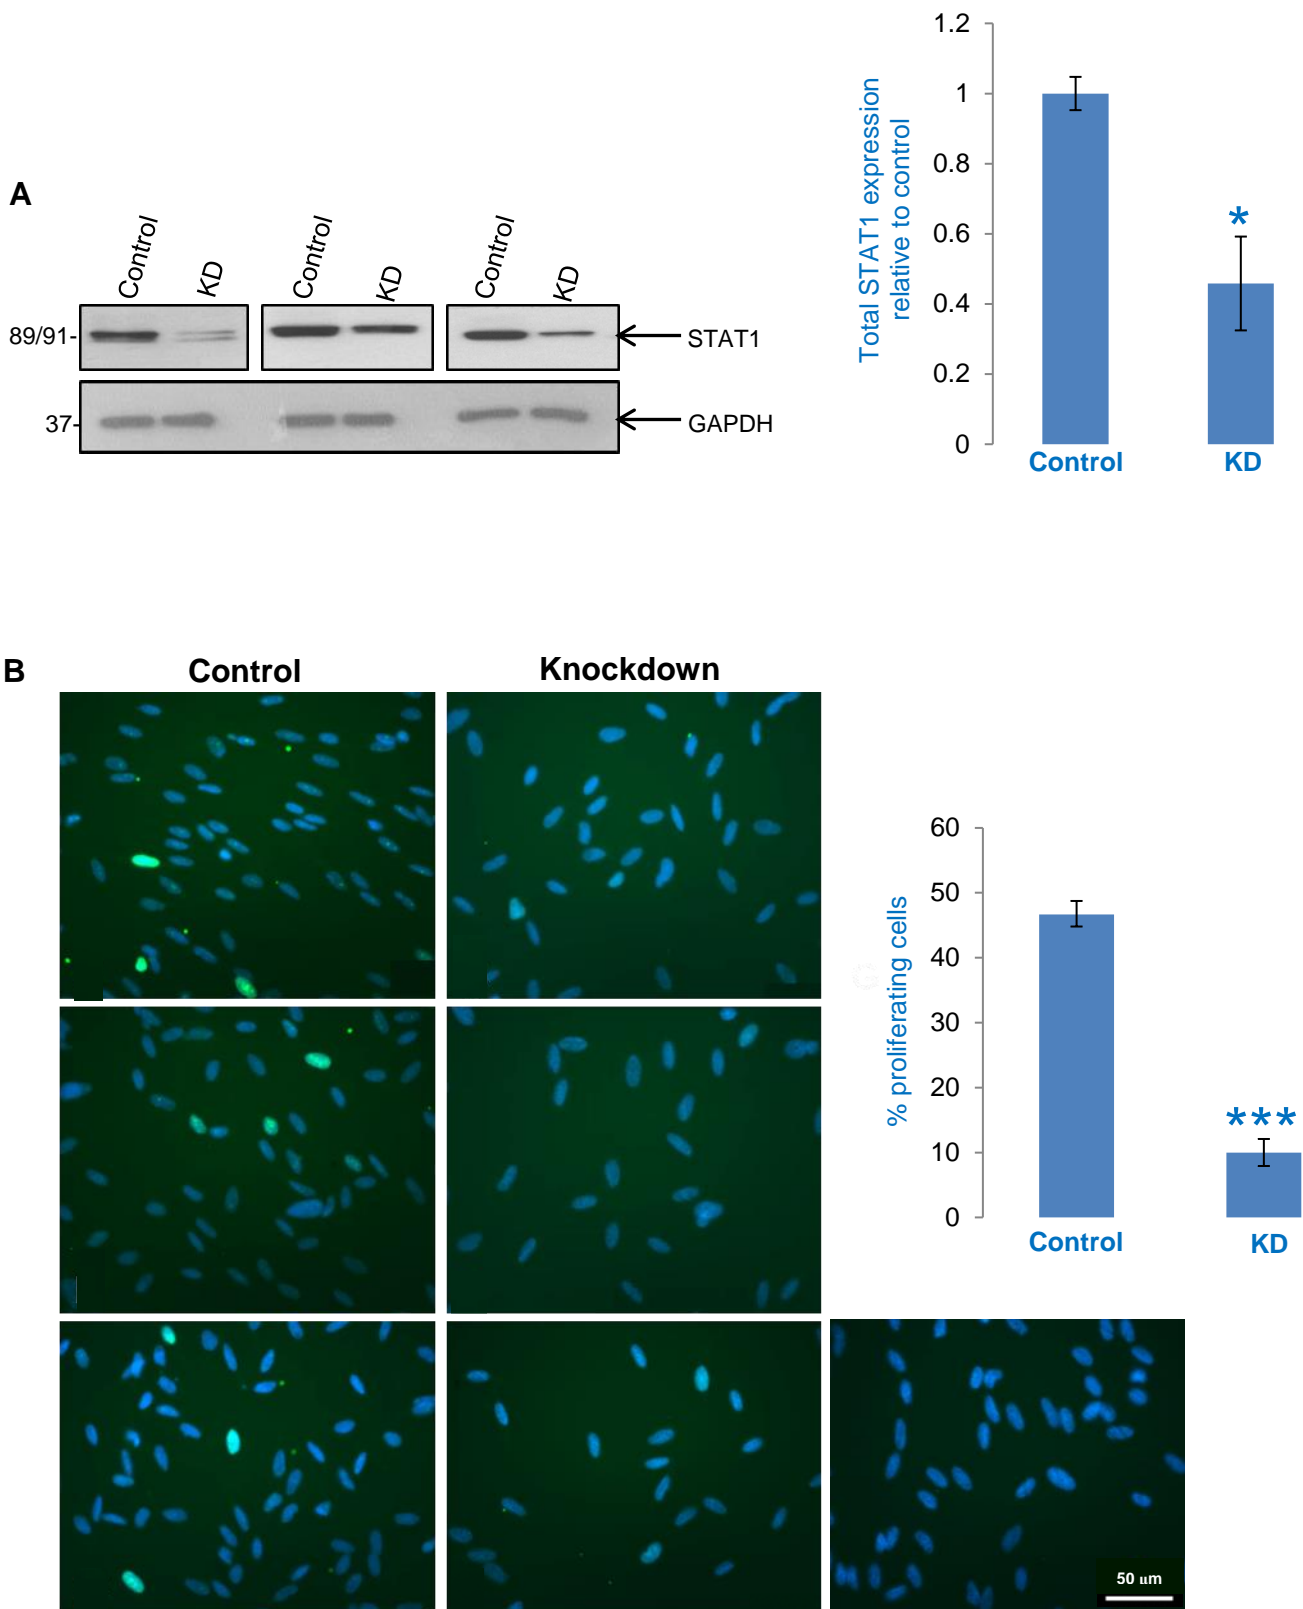 A
Control
KD
Control
KD
Control
KD
89/91-
STAT1
37-
GAPDH
Total STAT1 expression
relative to control
1.2
1
0.8
0.6
0.4
0.2
0
*
Control
KD
B
Control
Knockdown
% proliferating cells
60
50
40
30
20
10
0
***
Control
KD
50 um